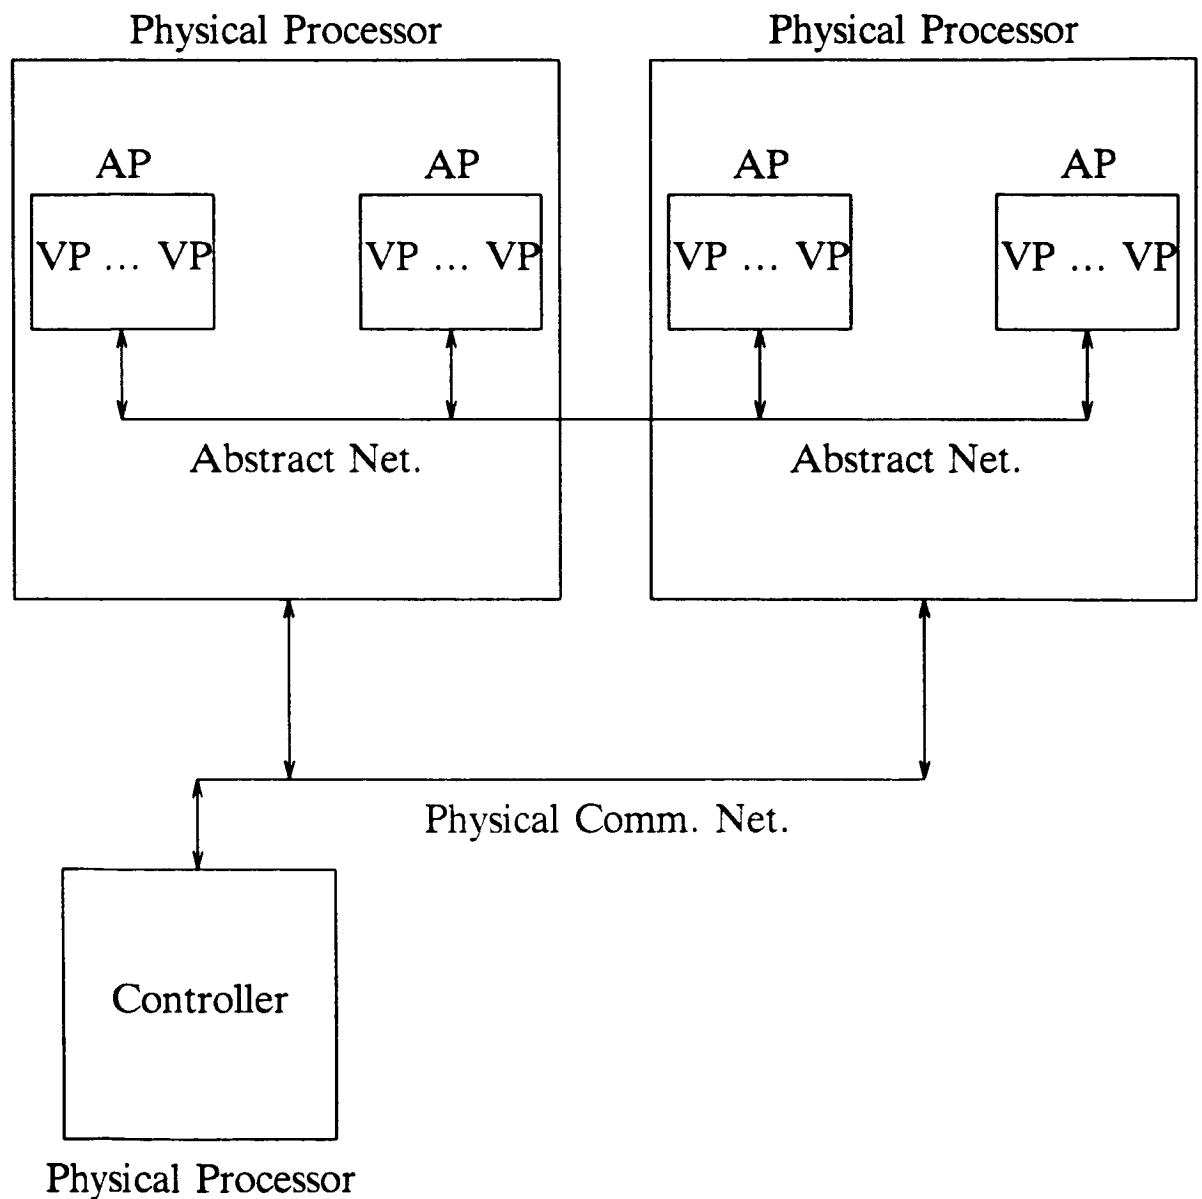 Physical Processor Physical Processor
AP AP AP AP
VP ... VP VP ... VP VP ... VP VP ... VP
Abstract Net. Abstract Net.
Physical Comm. Net.
Controller
Physical Processor